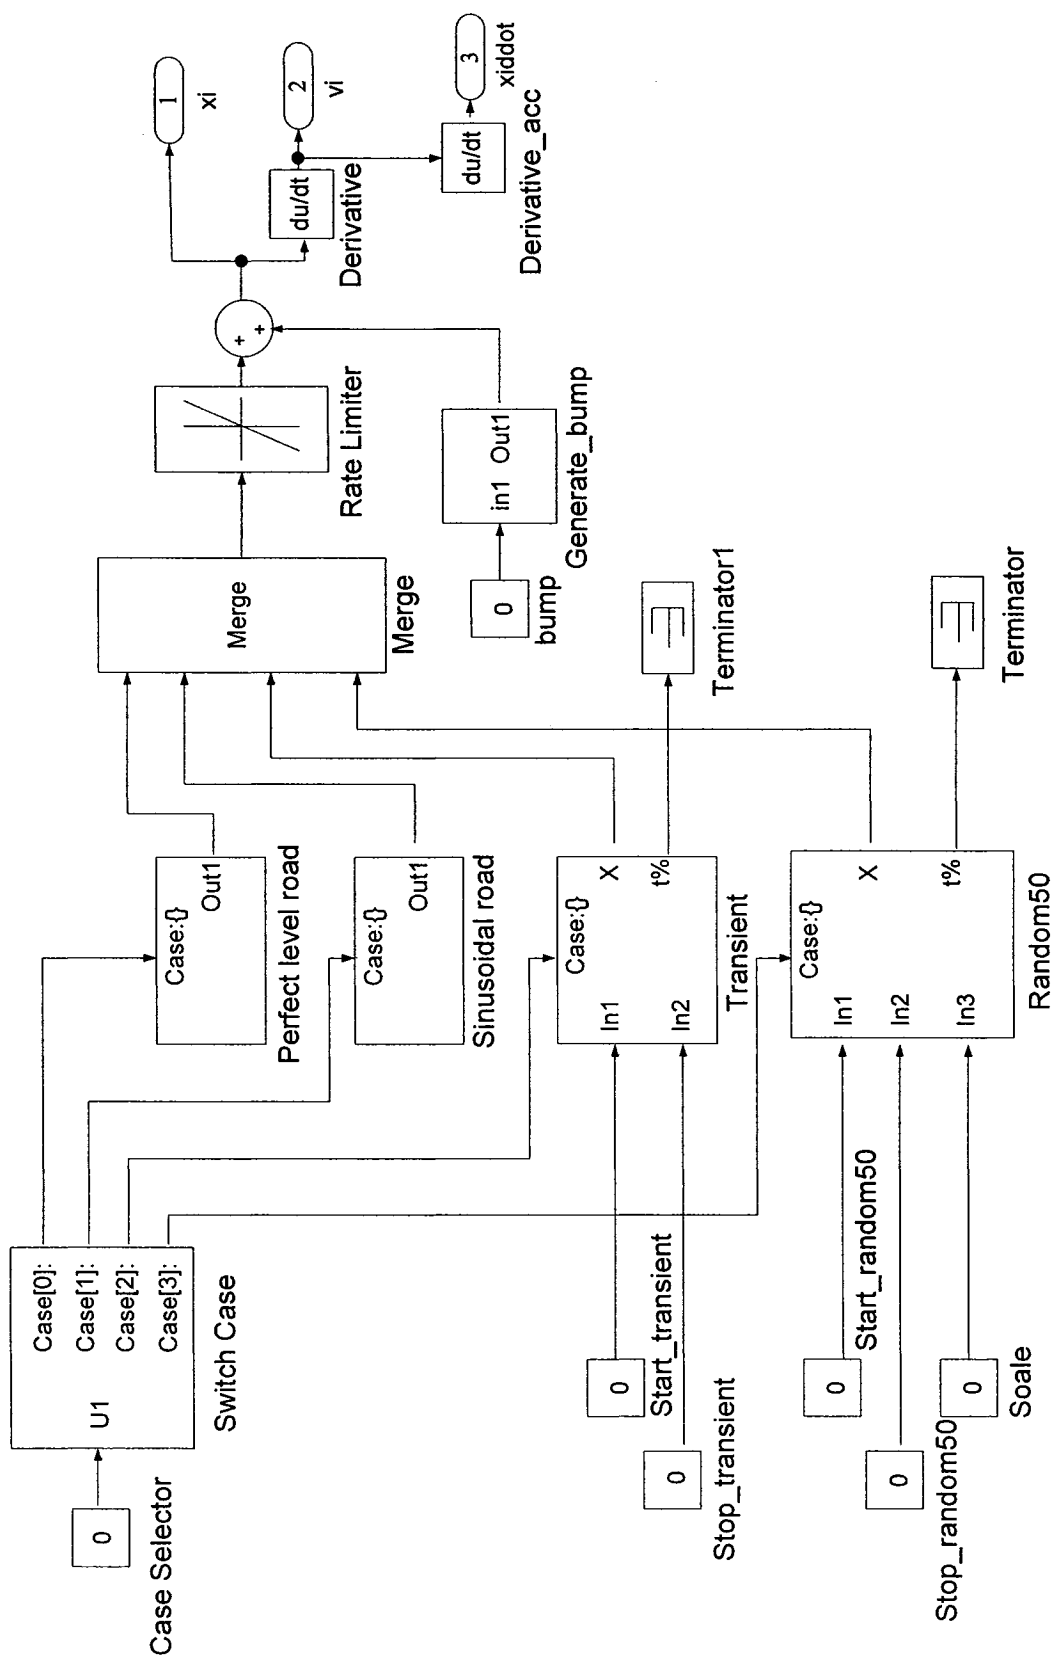 0
Case Selector
U1
Case[0]:
Case[1]:
Case[2]:
Case[3]:
Switch Case
Case:{}
Out1
Perfect level road
Case:{}
Out1
Sinusoidal road
0
Start_transient
0
Stop_transient
Case:{}
In1
X
In2
t%
Transient
0
Start_random50
0
Stop_random50
0
Soale
Case:{}
In1
X
In2
In3
t%
Random50
Merge
Merge
Rate Limiter
0
bump
in1 Out1
Generate_bump
Terminator1
Terminator
+
+
1
xi
du/dt
Derivative
2
vi
du/dt
Derivative_acc
3
xiddot